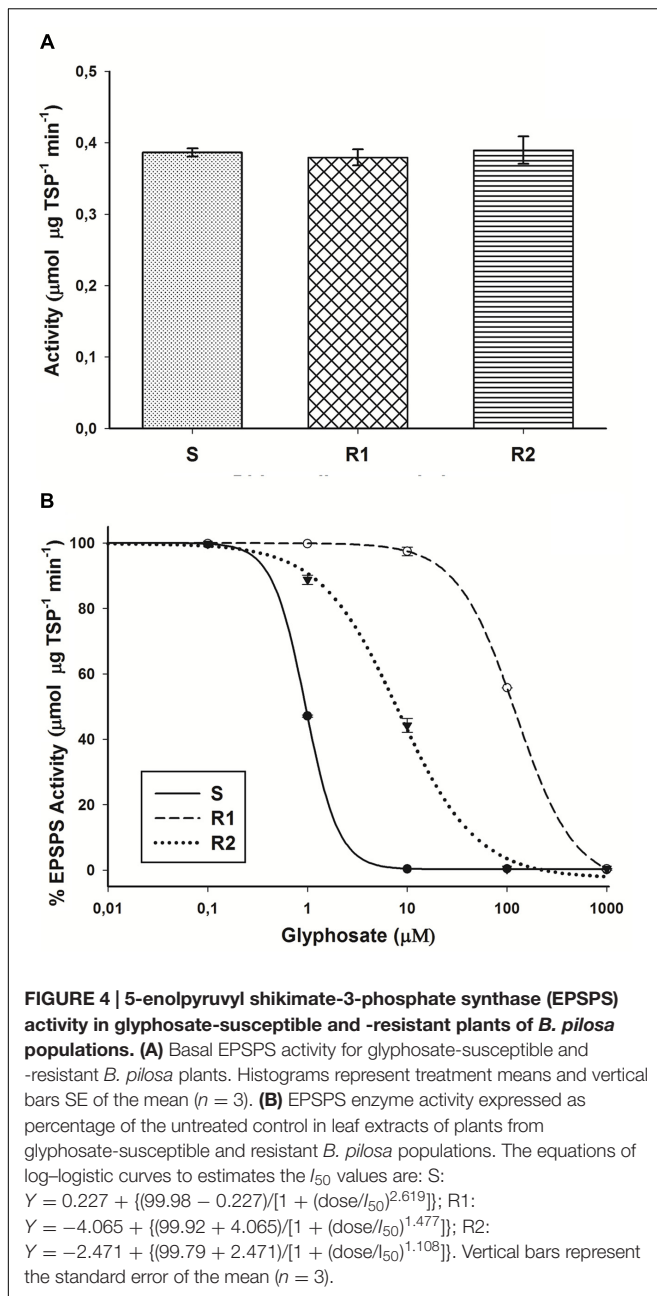 A
0,5
0,4
0,3
0,2
0,1
0,0
Activity (µmol µg TSP⁻¹ min⁻¹)
S R1 R2
B
100
80
60
40
20
0
% EPSPS Activity (µmol µg TSP⁻¹ min⁻¹)
S
R1
R2
0,01 0,1 1 10 100 1000
Glyphosate (µM)
FIGURE 4 | 5-enolpyruvyl shikimate-3-phosphate synthase (EPSPS)
activity in glyphosate-susceptible and -resistant plants of B. pilosa
populations. (A) Basal EPSPS activity for glyphosate-susceptible and
-resistant B. pilosa plants. Histograms represent treatment means and vertical
bars SE of the mean (n = 3). (B) EPSPS enzyme activity expressed as
percentage of the untreated control in leaf extracts of plants from
glyphosate-susceptible and resistant B. pilosa populations. The equations of
log–logistic curves to estimates the I₅₀ values are: S:
Y = 0.227 + {(99.98 − 0.227)/[1 + (dose/I₅₀)²·⁶¹⁹]}; R1:
Y = −4.065 + {(99.92 + 4.065)/[1 + (dose/I₅₀)¹·⁴⁷⁷]}; R2:
Y = −2.471 + {(99.79 + 2.471)/[1 + (dose/I₅₀)¹·¹⁰⁸]}. Vertical bars represent
the standard error of the mean (n = 3).